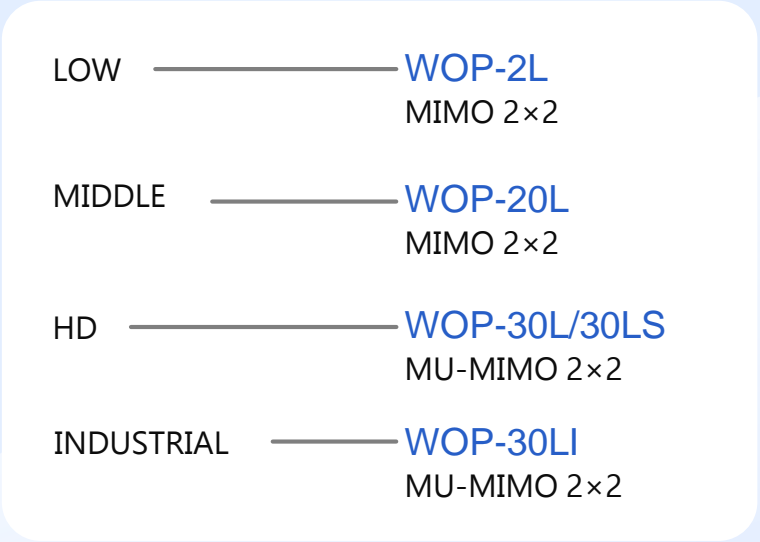 LOW WOP-2L
MIMO 2×2
MIDDLE WOP-20L
MIMO 2×2
HD WOP-30L/30LS
MU-MIMO 2×2
INDUSTRIAL WOP-30LI
MU-MIMO 2×2